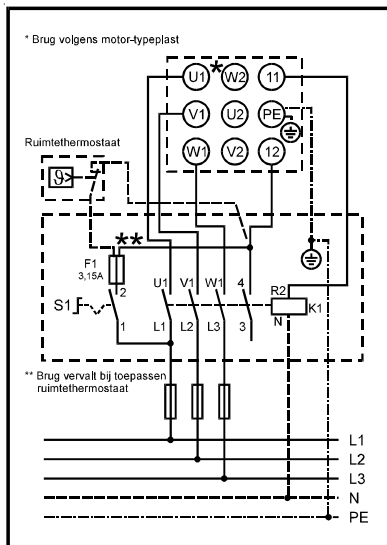 * Brug volgens motor-typeplast
U1 * W2 11
V1 U2 PE
W1 V2 12
Ruimtethermostaat
ϑ
**
F1
3,15A
2
U1 V1 W1 4
R2
S1
K1
N
1 L1 L2 L3 3
** Brug vervalt bij toepassen
ruimtethermostaat
L1
L2
L3
N
PE